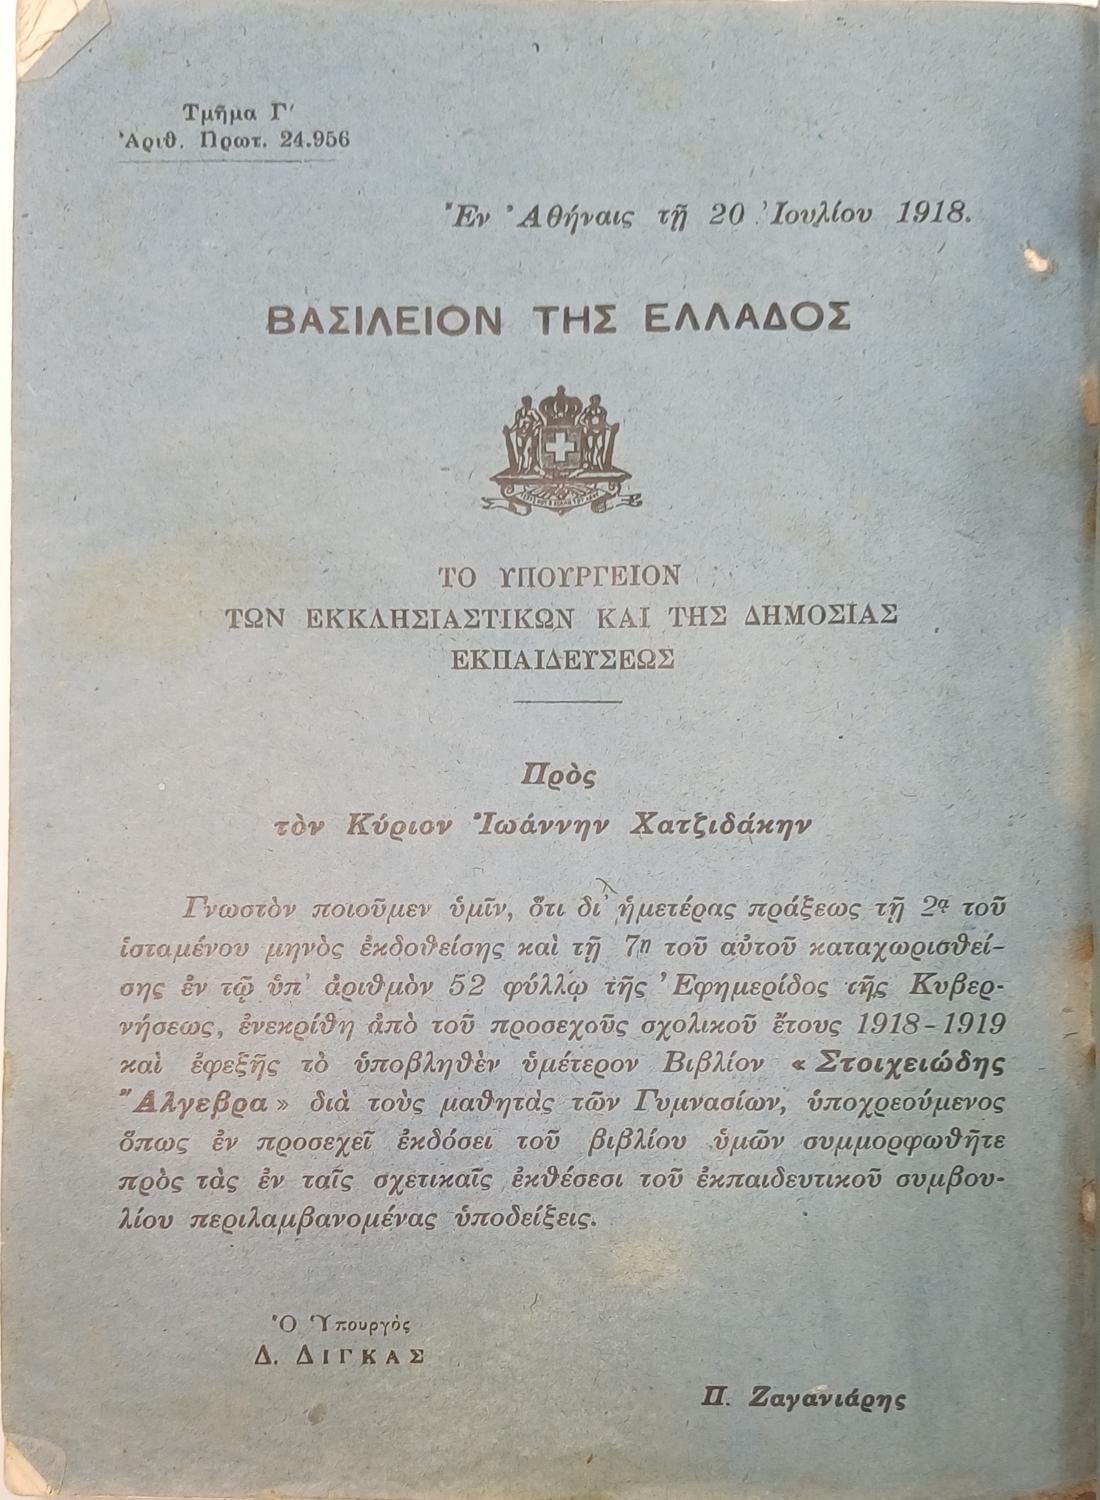 Τμῆμα Γ′
Ἀριθ. Πρωτ. 24.956
Ἐν Ἀθήναις τῇ 20 Ἰουλίου 1918.
ΒΑΣΙΛΕΙΟΝ ΤΗΣ ΕΛΛΑΔΟΣ
ΤΟ ΥΠΟΥΡΓΕΙΟΝ
ΤΩΝ ΕΚΚΛΗΣΙΑΣΤΙΚΩΝ ΚΑΙ ΤΗΣ ΔΗΜΟΣΙΑΣ
ΕΚΠΑΙΔΕΥΣΕΩΣ
Πρὸς
τὸν Κύριον Ἰωάννην Χατζιδάκην
Γνωστὸν ποιοῦμεν ὑμῖν, ὅτι δι' ἡμετέρας πράξεως τῇ 2ᾳ τοῦ
ἱσταμένου μηνὸς ἐκδοθείσης καὶ τῇ 7ῃ τοῦ αὐτοῦ καταχωρισθεί-
σης ἐν τῷ ὑπ' ἀριθμὸν 52 φύλλῳ τῆς Ἐφημερίδος τῆς Κυβερ-
νήσεως, ἐνεκρίθη ἀπὸ τοῦ προσεχοῦς σχολικοῦ ἔτους 1918-1919
καὶ ἐφεξῆς τὸ ὑποβληθὲν ὑμέτερον Βιβλίον «Στοιχειώδης
Ἄλγεβρα» διὰ τοὺς μαθητὰς τῶν Γυμνασίων, ὑποχρεούμενος
ὅπως ἐν προσεχεῖ ἐκδόσει τοῦ βιβλίου ὑμῶν συμμορφωθῆτε
πρὸς τὰς ἐν ταῖς σχετικαῖς ἐκθέσεσι τοῦ ἐκπαιδευτικοῦ συμβου-
λίου περιλαμβανομένας ὑποδείξεις.
Ὁ Ὑπουργὸς
Δ. ΔΙΓΚΑΣ
Π. Ζαγανιάρης